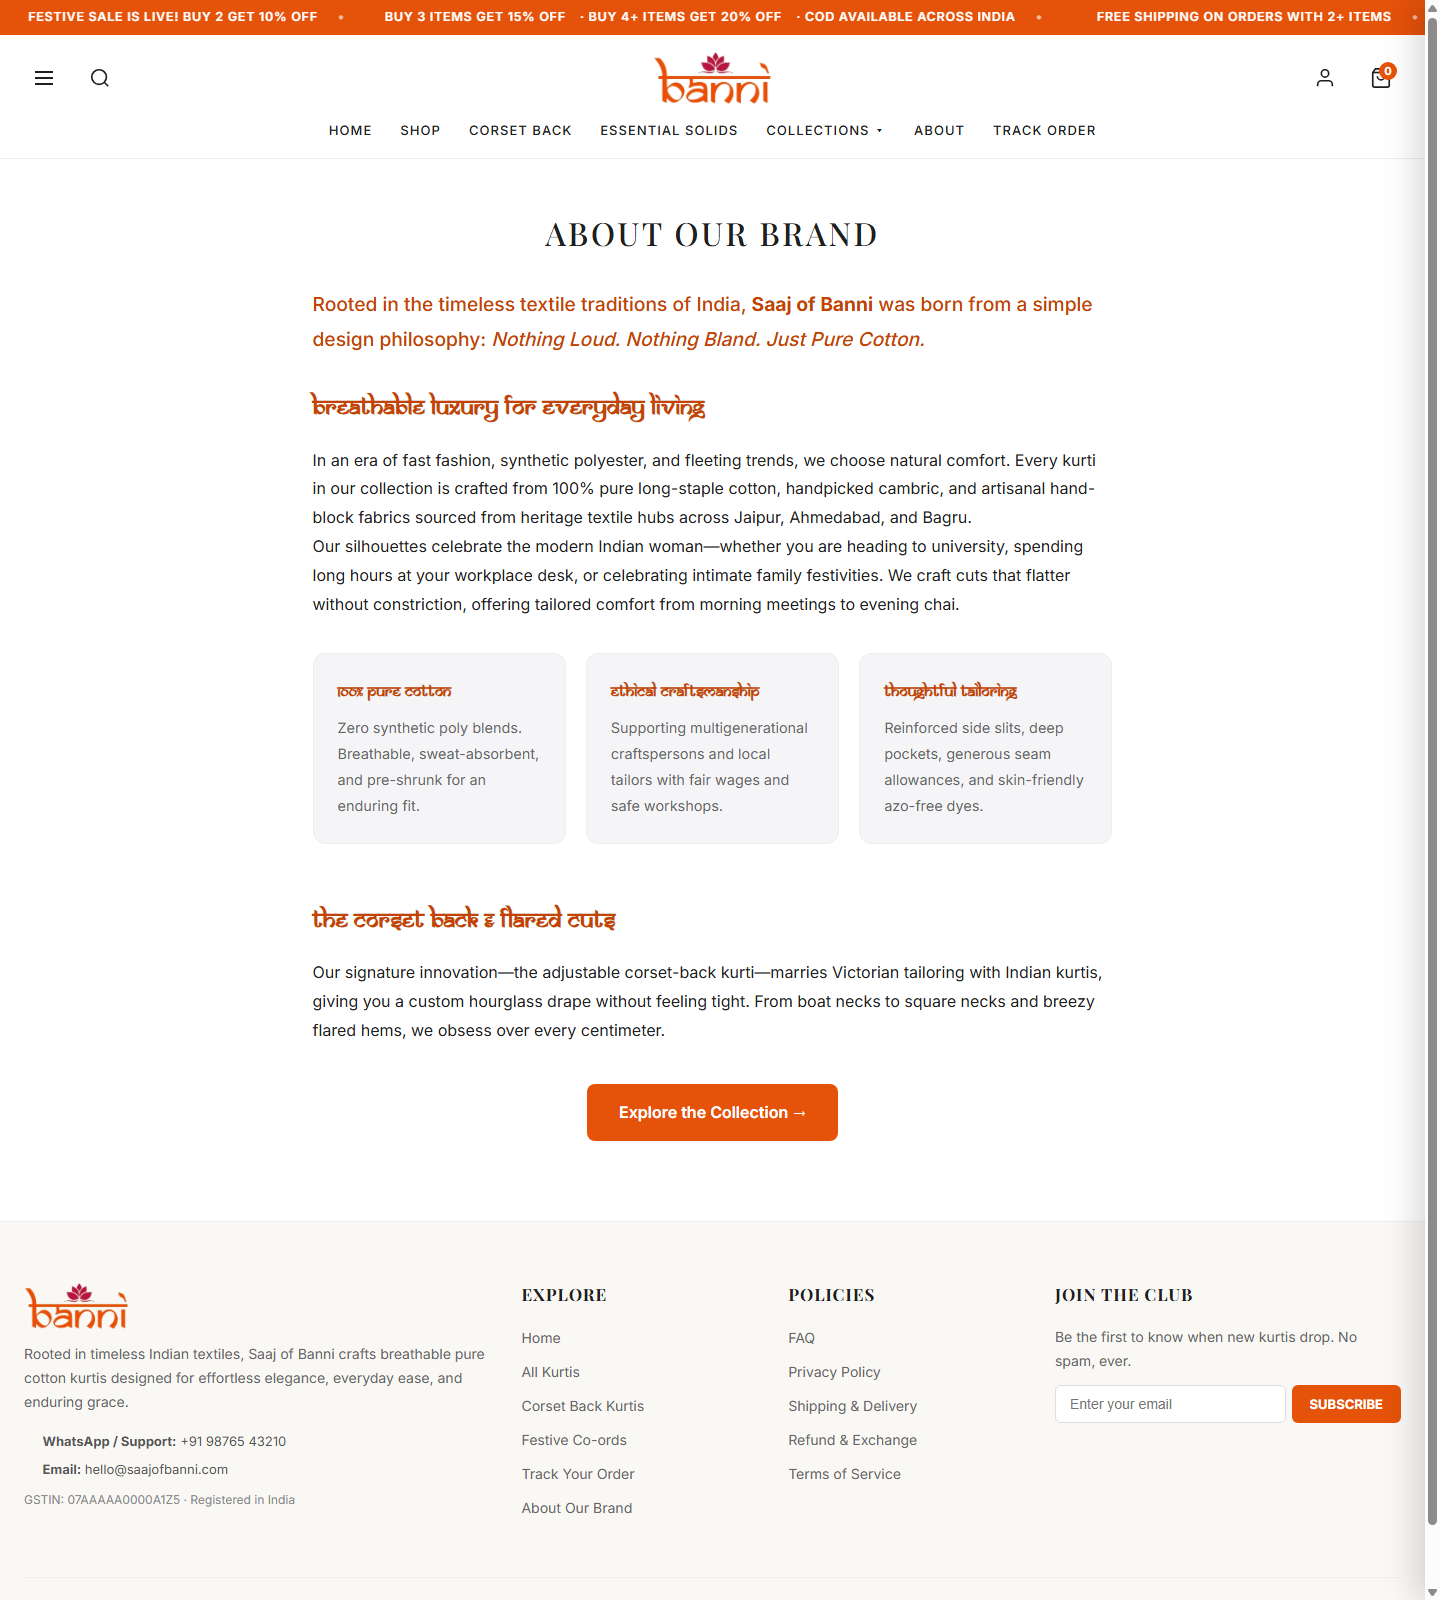 FESTIVE SALE IS LIVE! BUY 2 GET 10% OFF • BUY 3 ITEMS GET 15% OFF · BUY 4+ ITEMS GET 20% OFF · COD AVAILABLE ACROSS INDIA • FREE SHIPPING ON ORDERS WITH 2+ ITEMS •
banni
0
HOME SHOP CORSET BACK ESSENTIAL SOLIDS COLLECTIONS ABOUT TRACK ORDER
ABOUT OUR BRAND
Rooted in the timeless textile traditions of India, Saaj of Banni was born from a simple
design philosophy: Nothing Loud. Nothing Bland. Just Pure Cotton.
breathable luxury for everyday living
In an era of fast fashion, synthetic polyester, and fleeting trends, we choose natural comfort. Every kurti
in our collection is crafted from 100% pure long-staple cotton, handpicked cambric, and artisanal hand-
block fabrics sourced from heritage textile hubs across Jaipur, Ahmedabad, and Bagru.
Our silhouettes celebrate the modern Indian woman—whether you are heading to university, spending
long hours at your workplace desk, or celebrating intimate family festivities. We craft cuts that flatter
without constriction, offering tailored comfort from morning meetings to evening chai.
100% pure cotton
Zero synthetic poly blends.
Breathable, sweat-absorbent,
and pre-shrunk for an
enduring fit.
ethical craftsmanship
Supporting multigenerational
craftspersons and local
tailors with fair wages and
safe workshops.
thoughtful tailoring
Reinforced side slits, deep
pockets, generous seam
allowances, and skin-friendly
azo-free dyes.
the corset back & flared cuts
Our signature innovation—the adjustable corset-back kurti—marries Victorian tailoring with Indian kurtis,
giving you a custom hourglass drape without feeling tight. From boat necks to square necks and breezy
flared hems, we obsess over every centimeter.
Explore the Collection →
banni
Rooted in timeless Indian textiles, Saaj of Banni crafts breathable pure
cotton kurtis designed for effortless elegance, everyday ease, and
enduring grace.
WhatsApp / Support: +91 98765 43210
Email: hello@saajofbanni.com
GSTIN: 07AAAAA0000A1Z5 · Registered in India
EXPLORE
Home
All Kurtis
Corset Back Kurtis
Festive Co-ords
Track Your Order
About Our Brand
POLICIES
FAQ
Privacy Policy
Shipping & Delivery
Refund & Exchange
Terms of Service
JOIN THE CLUB
Be the first to know when new kurtis drop. No
spam, ever.
Enter your email
SUBSCRIBE